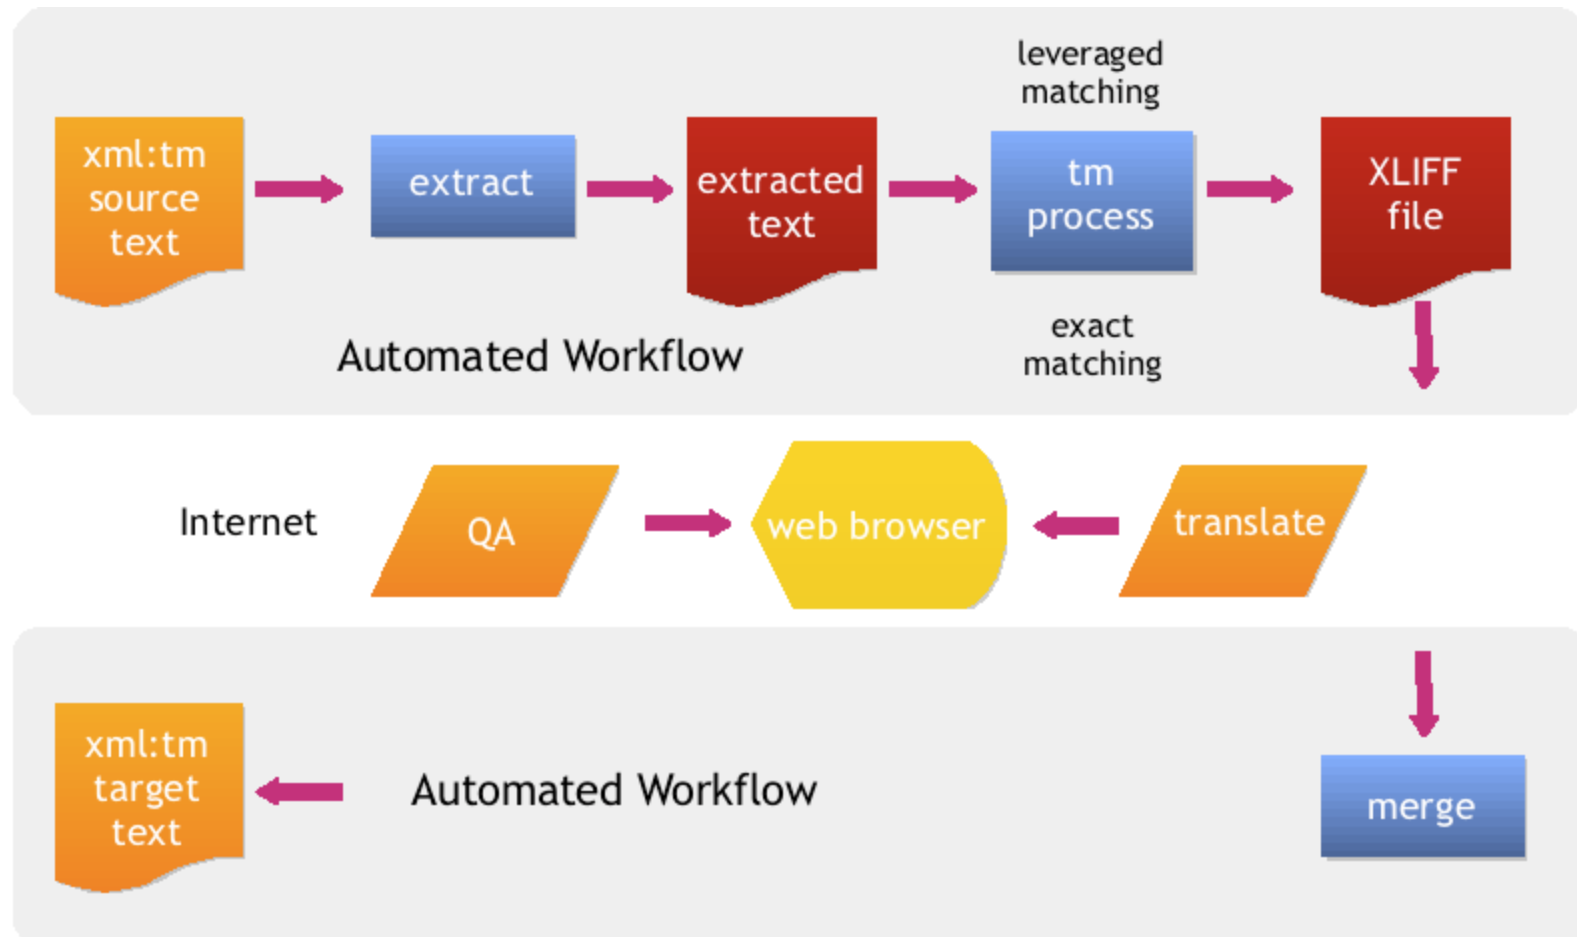 leveraged
matching
xml:tm
source
text
extract
extracted
text
tm
process
XLIFF
file
exact
matching
Automated Workflow
Internet
QA
web browser
translate
xml:tm
target
text
Automated Workflow
merge